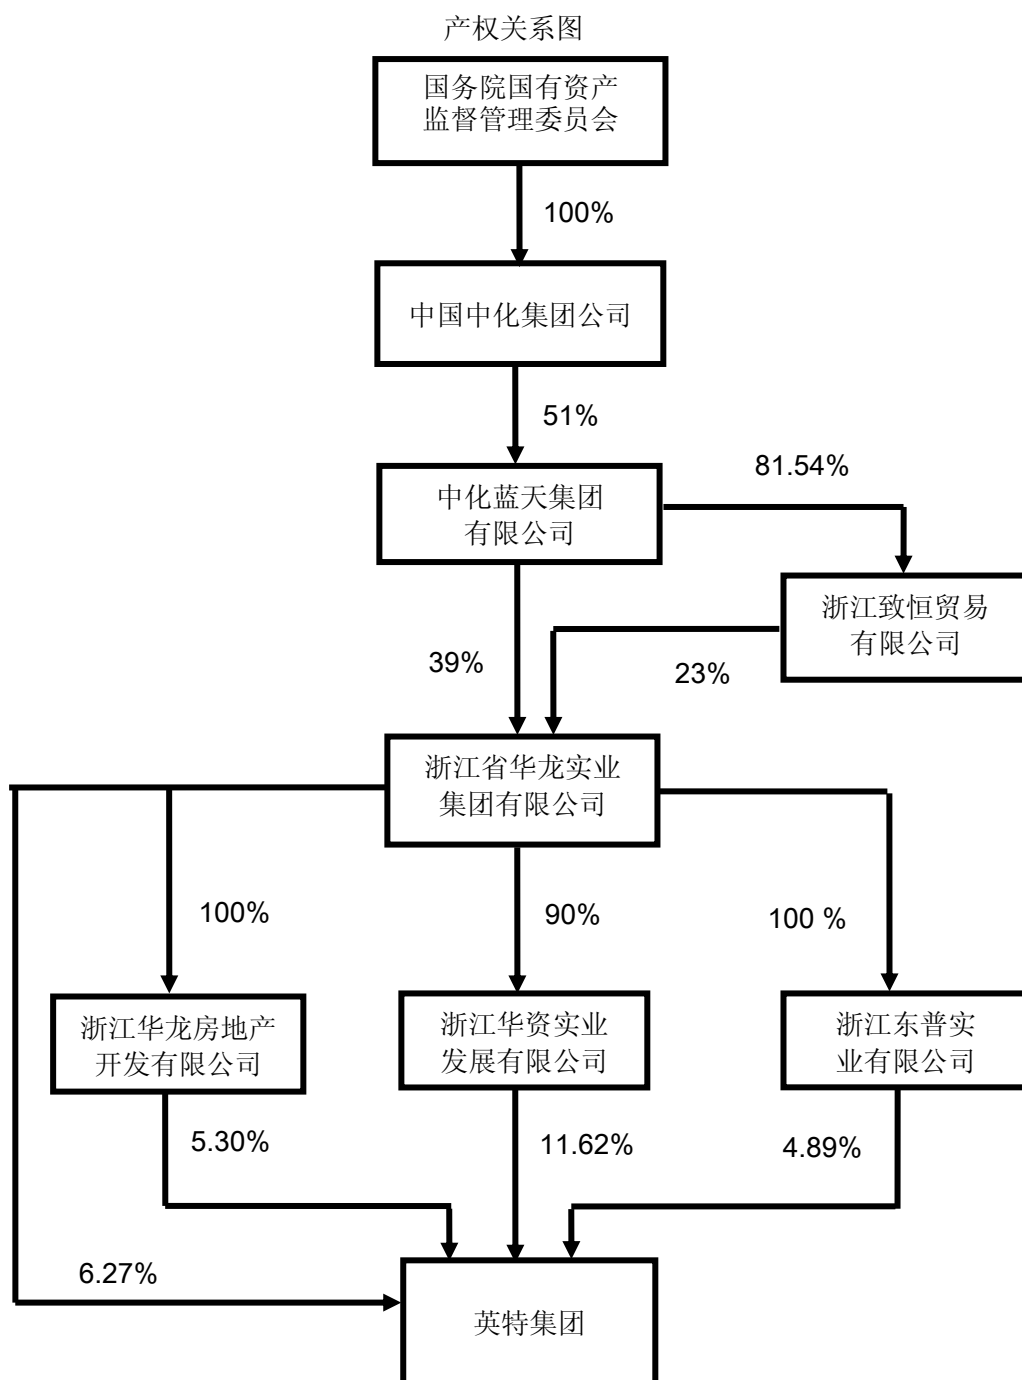 产权关系图
国务院国有资产
监督管理委员会
100%
中国中化集团公司
51%
81.54%
中化蓝天集团
有限公司
浙江致恒贸易
有限公司
39%
23%
浙江省华龙实业
集团有限公司
100%
90%
100 %
浙江华龙房地产
开发有限公司
浙江华资实业
发展有限公司
浙江东普实
业有限公司
5.30%
11.62%
4.89%
6.27%
英特集团